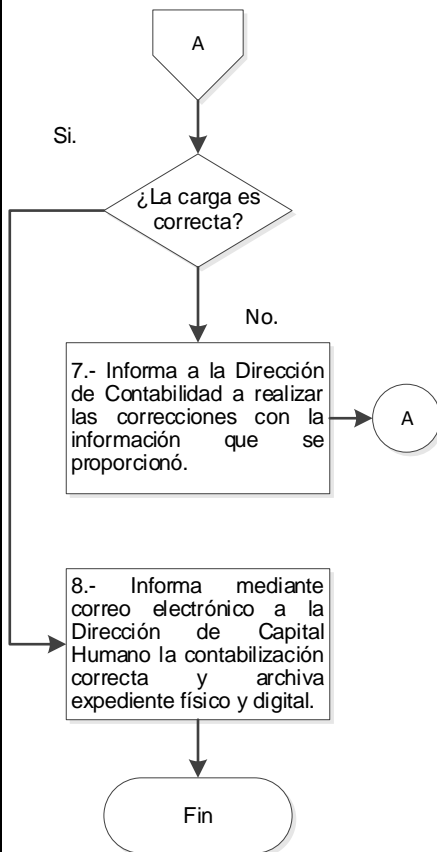 A
Si.
¿La carga es
correcta?
No.
7.- Informa a la Dirección
de Contabilidad a realizar
las correcciones con la
información que se
proporcionó.
A
8.- Informa mediante
correo electrónico a la
Dirección de Capital
Humano la contabilización
correcta y archiva
expediente físico y digital.
Fin